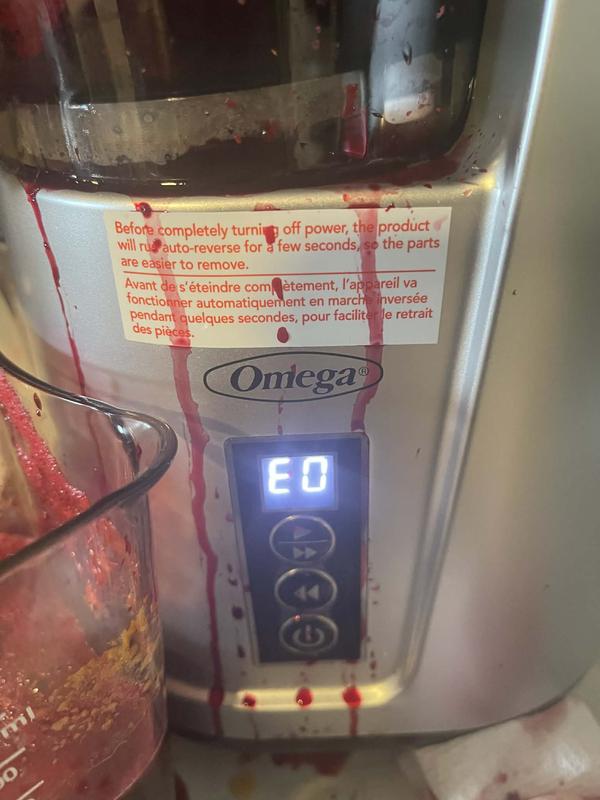 Before completely turning off power, the product
will run auto-reverse for a few seconds, so the parts
are easier to remove.
Avant de s'éteindre complètement, l'appareil va
fonctionner automatiquement en marche inversée
pendant quelques secondes, pour faciliter le retrait
des pièces.
Omega®
E0
ml